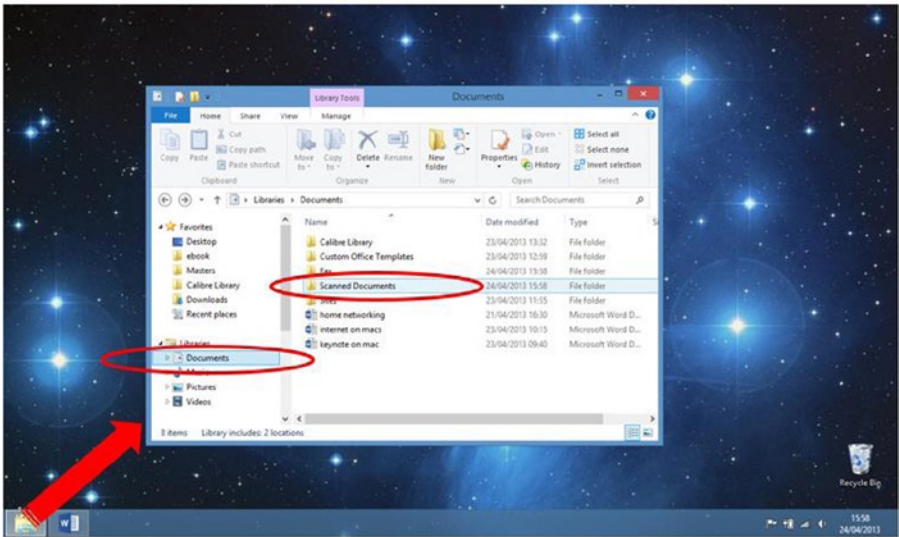 Library Tools
Documents
File Home Share View Manage
Copy Paste Cut Copy path Paste shortcut
Move to Copy to Delete Rename
New folder
Properties Open Edit History
Select all Select none Invert selection
Clipboard Organize New Open Select
Libraries Documents Search Documents
Favorites
Desktop
ebook
Masters
Calibre Library
Downloads
Recent places
Libraries
Documents
Pictures
Videos
Name Date modified Type
Calibre Library 23/04/2013 13:32 File folder
Custom Office Templates 23/04/2013 12:59 File folder
Fax 24/04/2013 15:58 File folder
Scanned Documents 24/04/2013 15:58 File folder
23/04/2013 11:55 File folder
home networking 21/04/2013 16:30 Microsoft Word D...
internet on macs 23/04/2013 10:15 Microsoft Word D...
keynote on mac 23/04/2013 09:40 Microsoft Word D...
8 items Library includes: 2 locations
Recycle Bin
15:58
24/04/2013